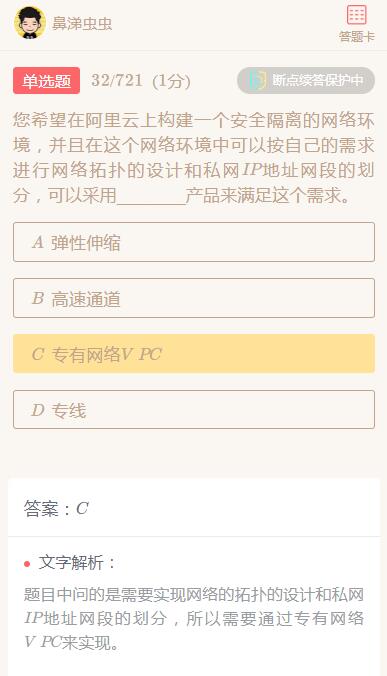 鼻涕虫虫
答题卡
单选题 32/721 (1分) 断点续答保护中
您希望在阿里云上构建一个安全隔离的网络环
境，并且在这个网络环境中可以按自己的需求
进行网络拓扑的设计和私网IP地址网段的划
分，可以采用________产品来满足这个需求。
A 弹性伸缩
B 高速通道
C 专有网络V PC
D 专线
答案：C
文字解析：
题目中问的是需要实现网络的拓扑的设计和私网
IP地址网段的划分，所以需要通过专有网络
V PC来实现。